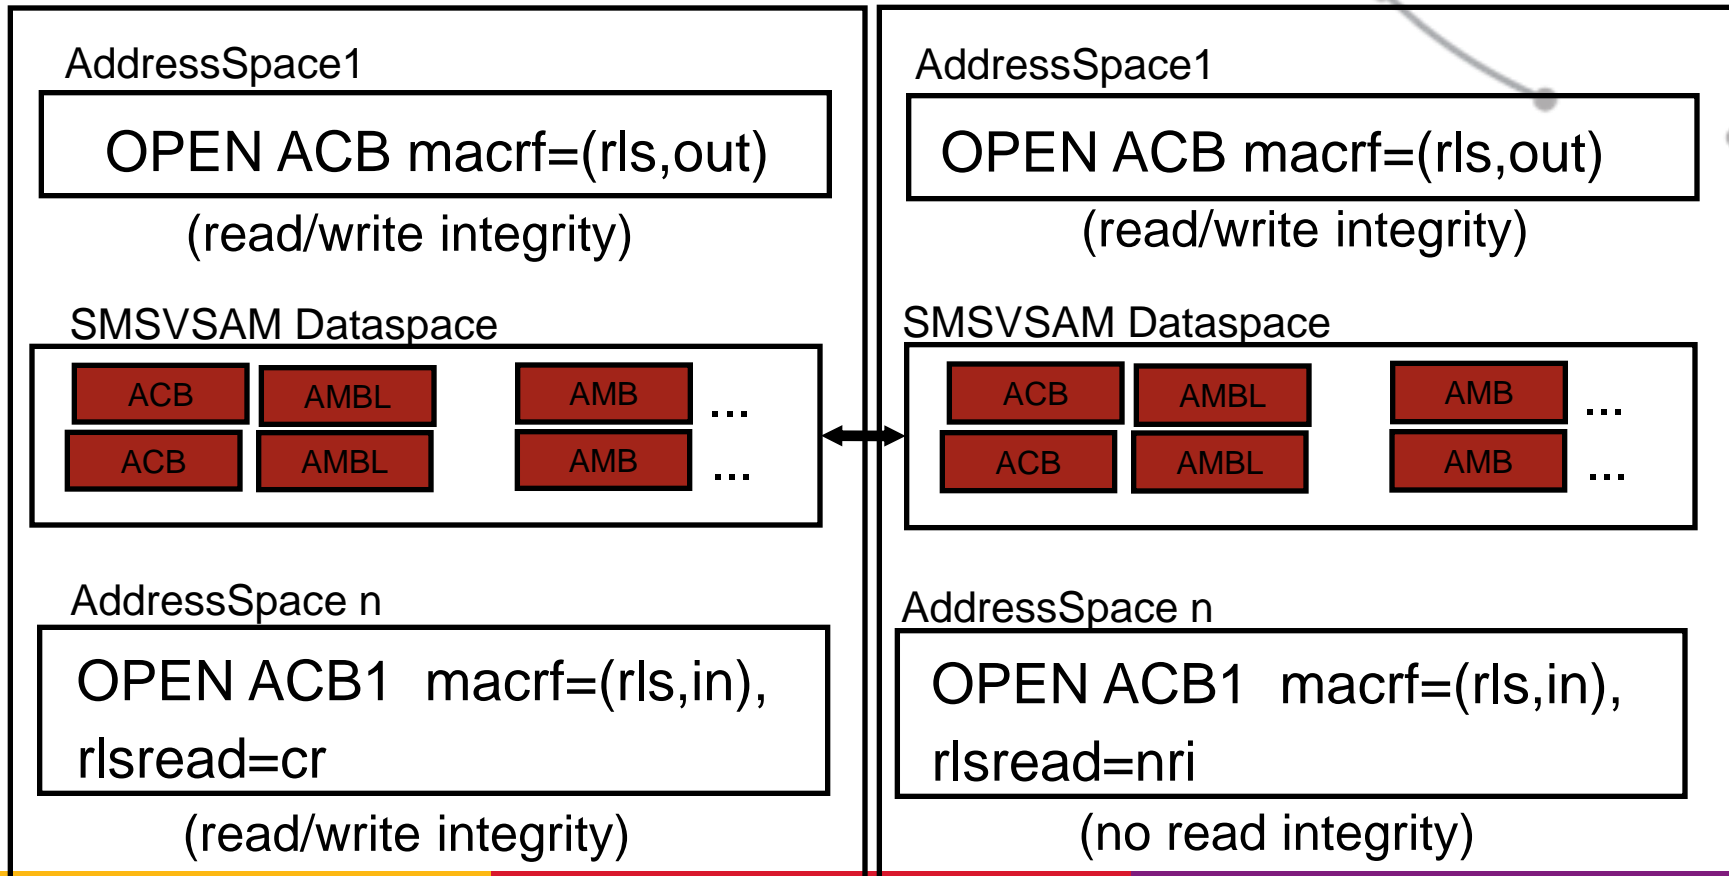 AddressSpace1
OPEN ACB macrf=(rls,out)
(read/write integrity)
SMSVSAM Dataspace
ACB AMBL AMB ...
ACB AMBL AMB ...
AddressSpace n
OPEN ACB1 macrf=(rls,in),
rlsread=cr
(read/write integrity)
AddressSpace1
OPEN ACB macrf=(rls,out)
(read/write integrity)
SMSVSAM Dataspace
ACB AMBL AMB ...
ACB AMBL AMB ...
AddressSpace n
OPEN ACB1 macrf=(rls,in),
rlsread=nri
(no read integrity)